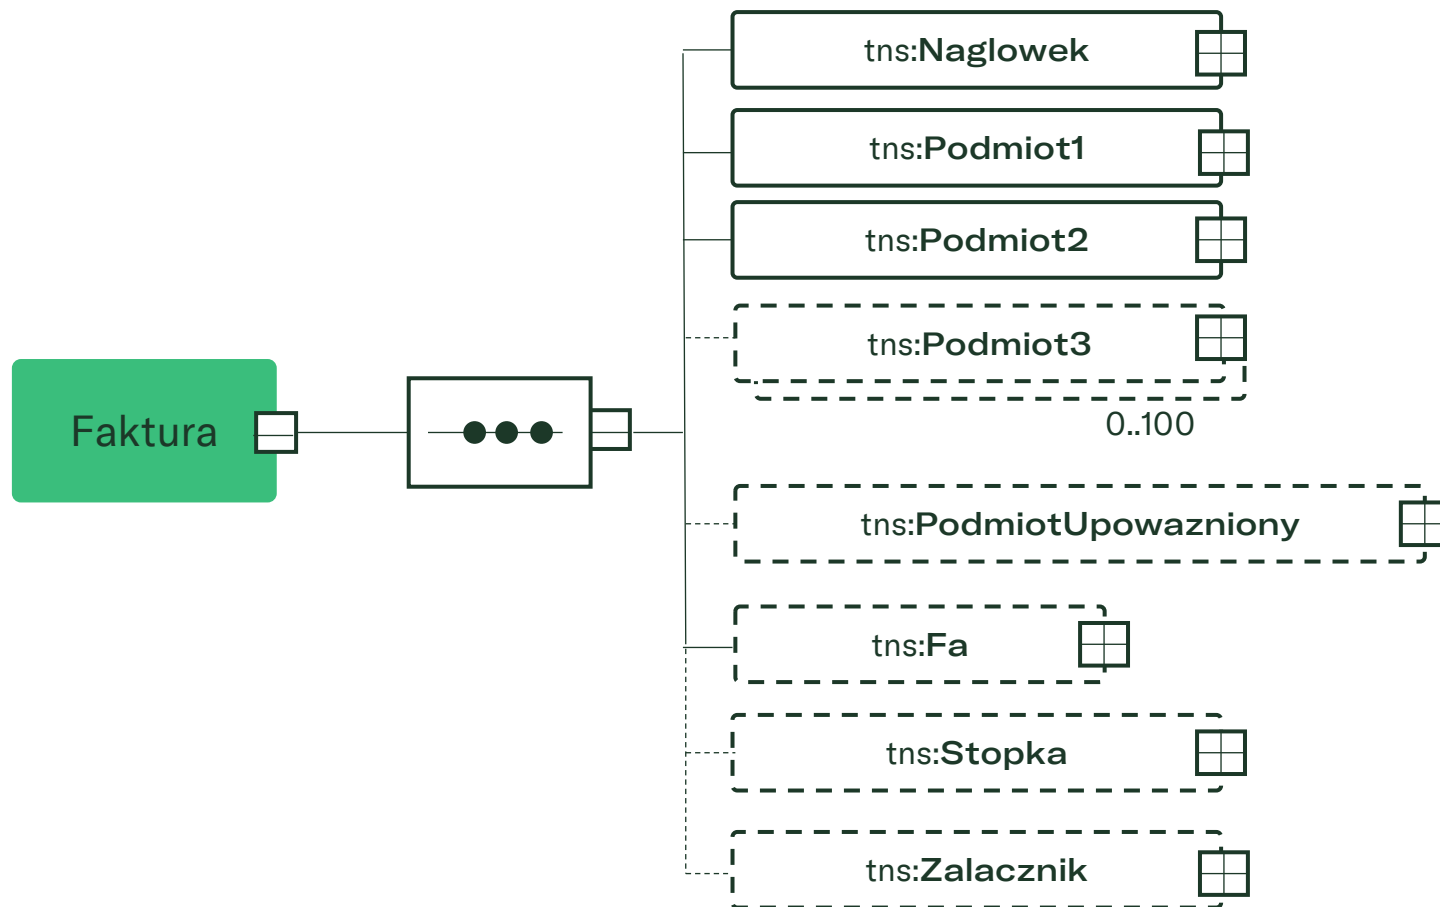 tns:Naglowek
tns:Podmiot1
tns:Podmiot2
tns:Podmiot3
0..100
Faktura
tns:PodmiotUpowazniony
tns:Fa
tns:Stopka
tns:Zalacznik